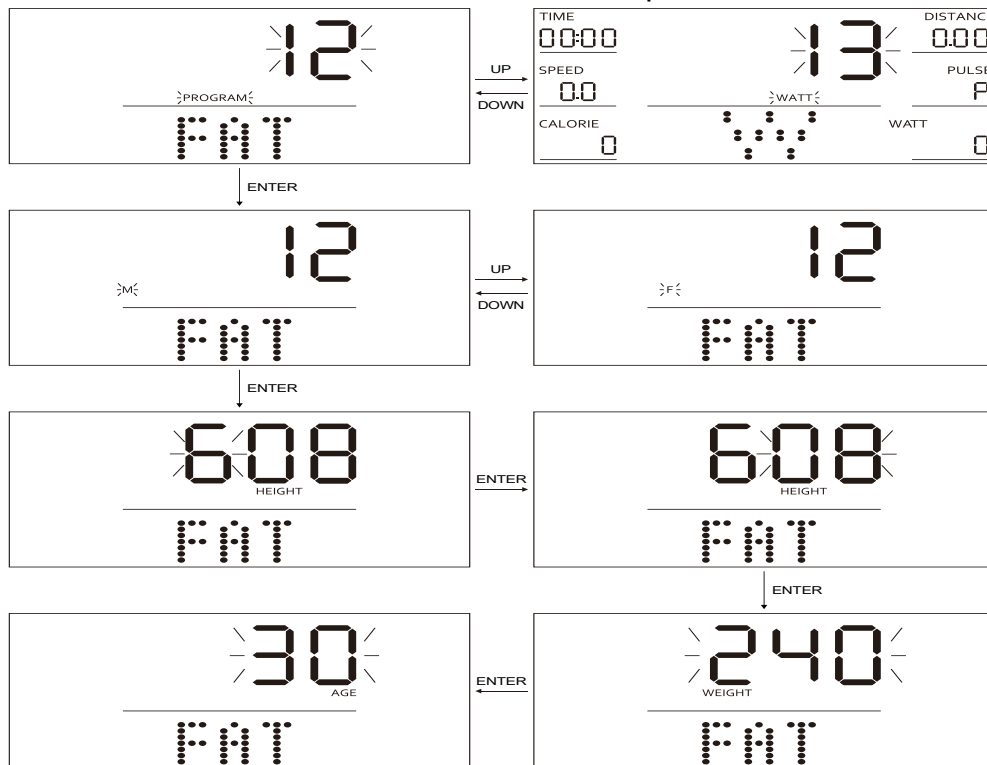 12
PROGRAM
FAT
UP
DOWN
TIME
00:00
SPEED
0.0
CALORIE
0
13
WATT
W
DISTANC
0.00
PULSE
P
WATT
0
ENTER
12
M
FAT
UP
DOWN
12
F
FAT
ENTER
608
HEIGHT
FAT
ENTER
608
HEIGHT
FAT
ENTER
30
AGE
FAT
ENTER
240
WEIGHT
FAT